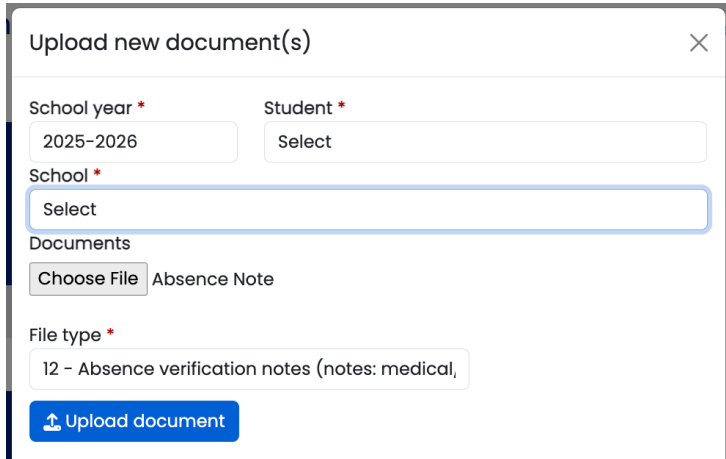 Upload new document(s)
School year * Student *
2025-2026 Select
School *
Select
Documents
Choose File Absence Note
File type *
12 - Absence verification notes (notes: medical,
Upload document